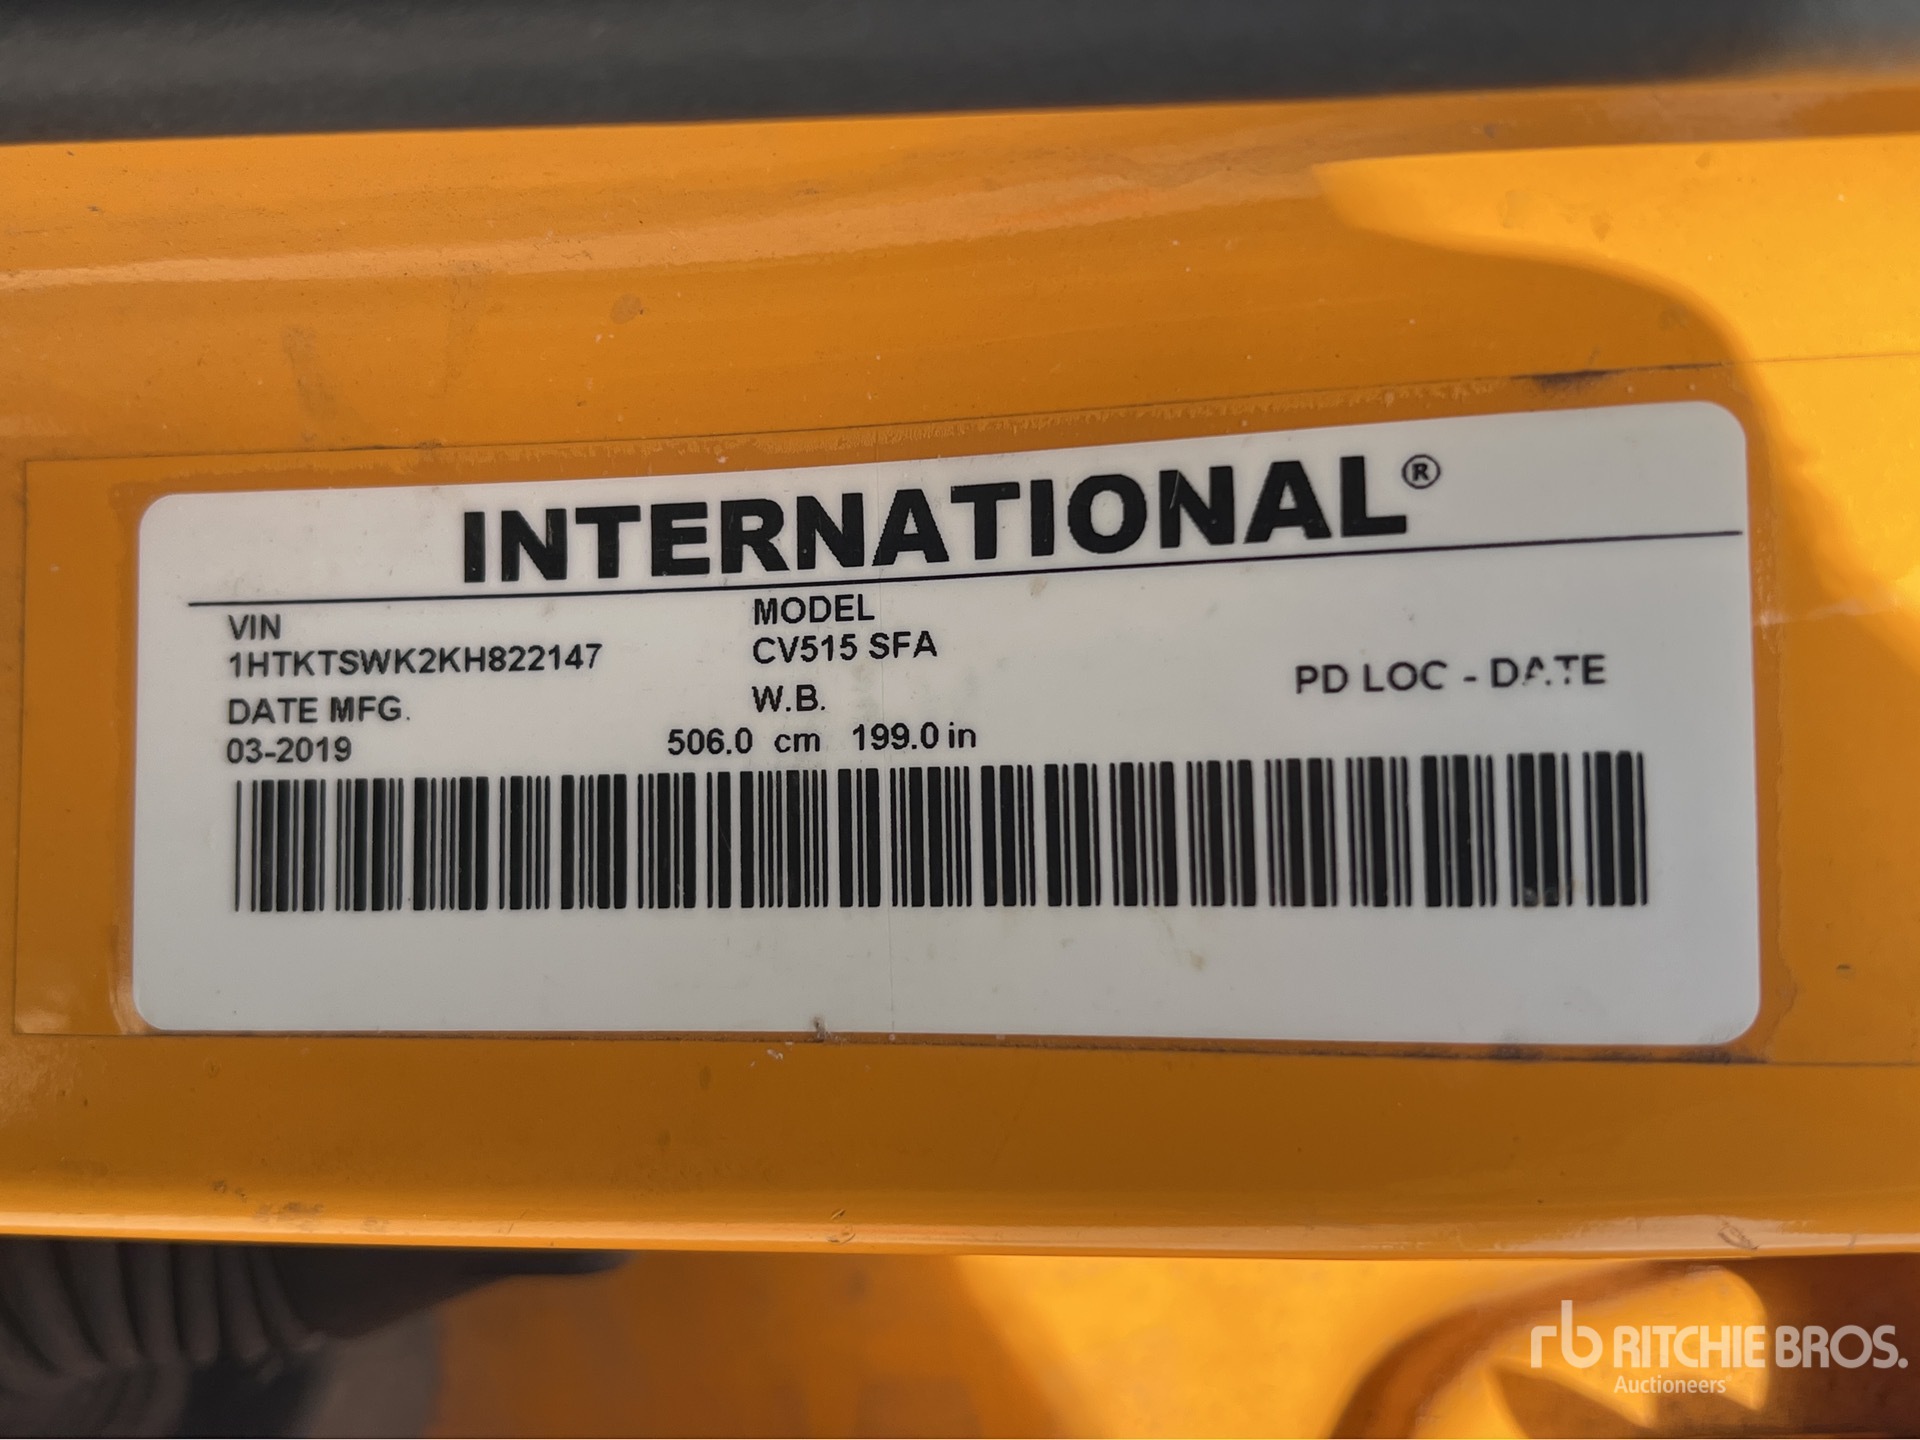 INTERNATIONAL®
VIN
1HTKTSWK2KH822147
DATE MFG.
03-2019
MODEL
CV515 SFA
W.B.
506.0 cm 199.0 in
PD LOC - DATE
rb RITCHIE BROS.
Auctioneers